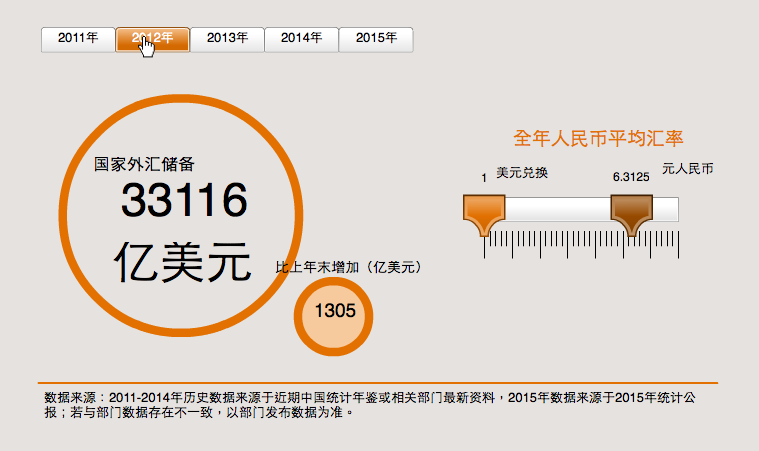 2011年 2012年 2013年 2014年 2015年
国家外汇储备
33116
亿美元
比上年末增加（亿美元）
1305
全年人民币平均汇率
1 美元兑换 6.3125 元人民币
数据来源：2011-2014年历史数据来源于近期中国统计年鉴或相关部门最新资料，2015年数据来源于2015年统计公
报；若与部门数据存在不一致，以部门发布数据为准。